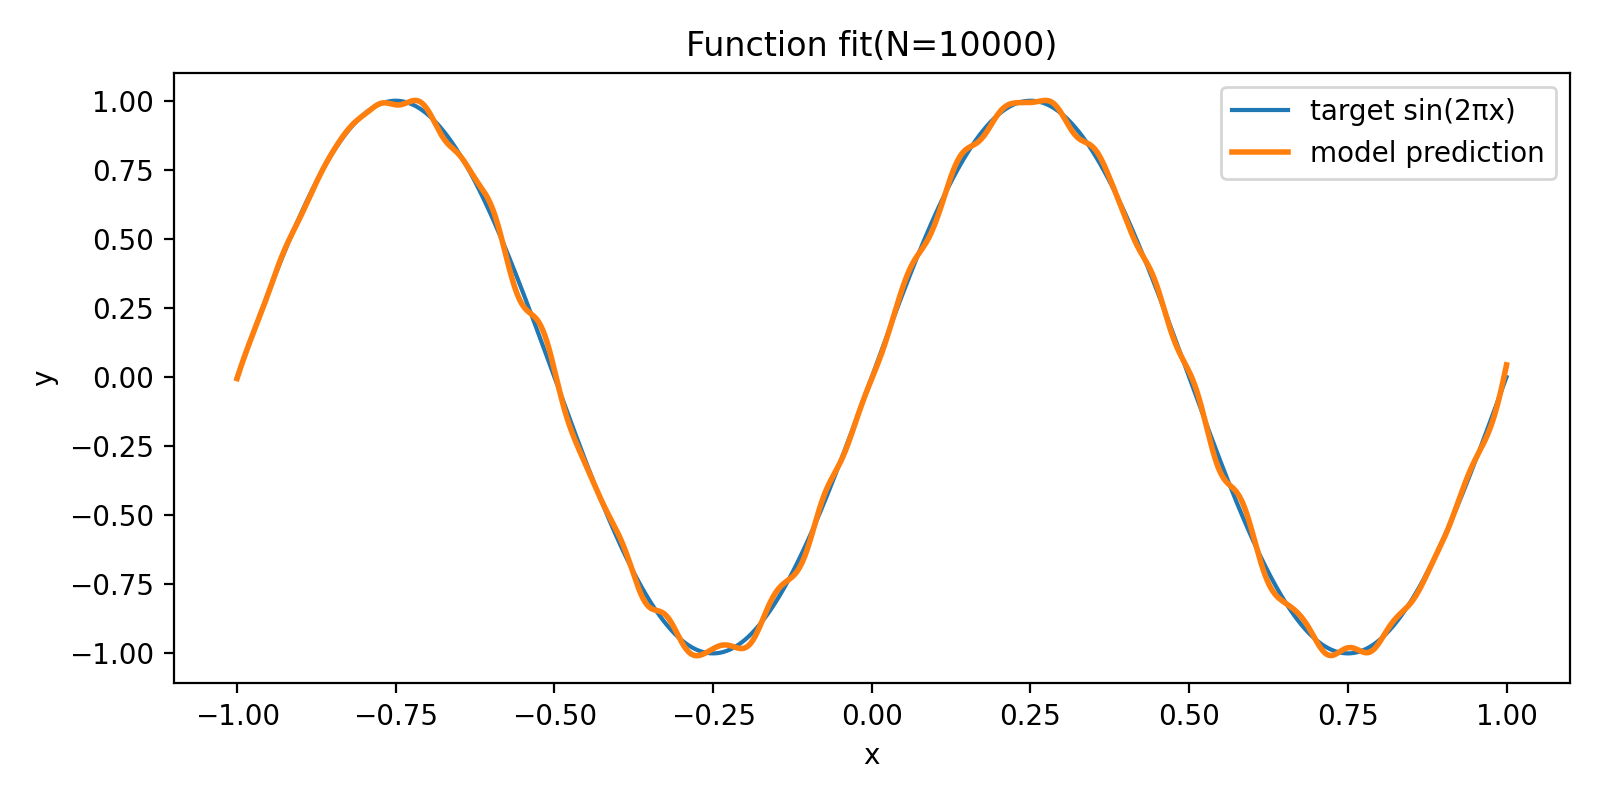 Function fit(N=10000)
target sin(2πx)
model prediction
1.00
0.75
0.50
0.25
0.00
−0.25
−0.50
−0.75
−1.00
y
−1.00 −0.75 −0.50 −0.25 0.00 0.25 0.50 0.75 1.00
x